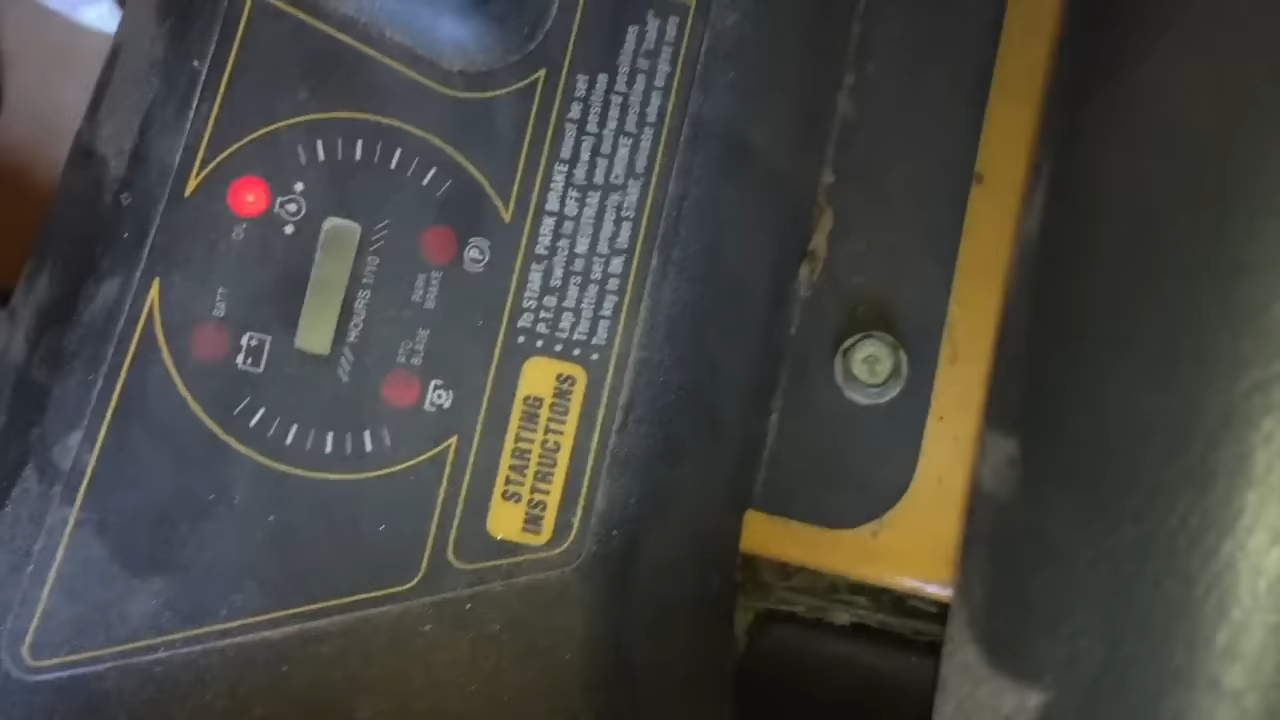 OIL
BATT
HOURS 1/10
PARK
BRAKE
PTO
BLADE
P
STARTING
INSTRUCTIONS
• To START, PARK BRAKE must be set
• P.T.O. switch in OFF (down) position
• Lap bars in NEUTRAL and outward positions
• Throttle set properly, CHOKE position if "cold"
• Turn key to ON, then START, release when engine runs